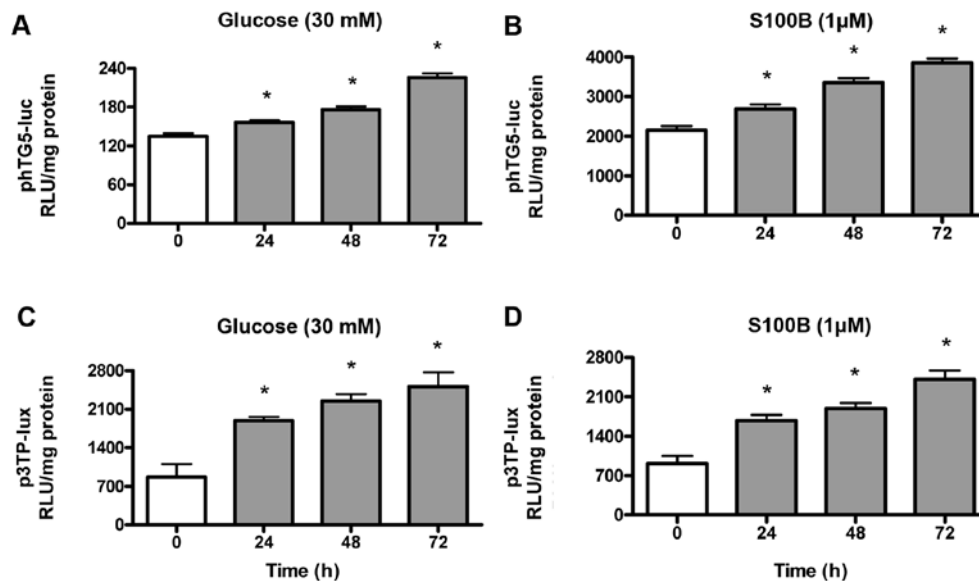 A
Glucose (30 mM)
*
*
*
phTG5-luc
RLU/mg protein
240
180
120
60
0
0 24 48 72
B
S100B (1µM)
*
*
*
phTG5-luc
RLU/mg protein
4000
3000
2000
1000
0
0 24 48 72
C
Glucose (30 mM)
*
*
*
p3TP-lux
RLU/mg protein
2800
2100
1400
700
0
0 24 48 72
Time (h)
D
S100B (1µM)
*
*
*
p3TP-lux
RLU/mg protein
2800
2100
1400
700
0
0 24 48 72
Time (h)